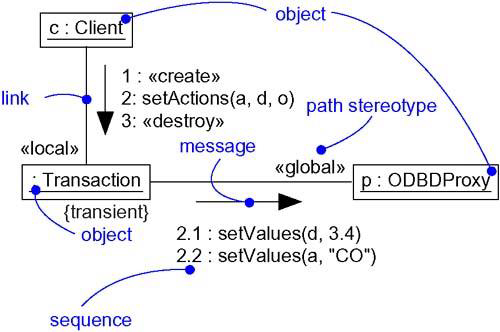 c : Client
object
1 : «create»
2: setActions(a, d, o)
3: «destroy»
link
path stereotype
«local»
message
«global»
: Transaction
p : ODBDProxy
{transient}
object
2.1 : setValues(d, 3.4)
2.2 : setValues(a, "CO")
sequence